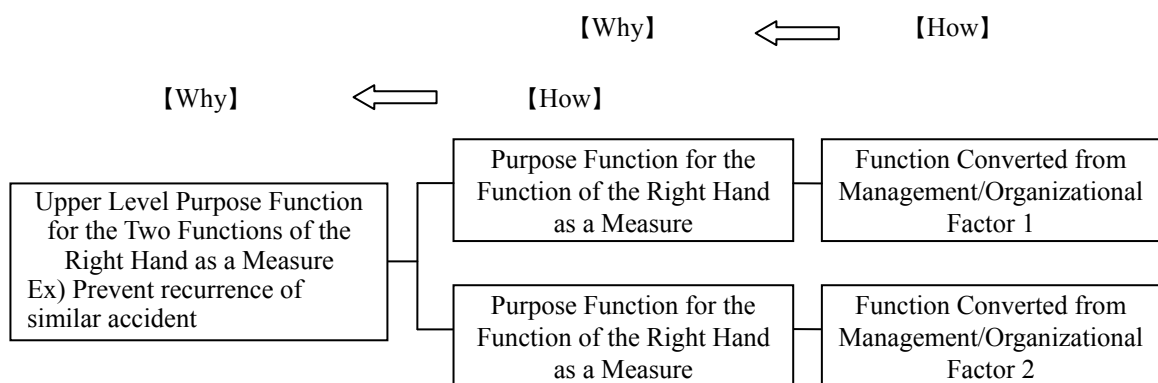 【Why】
【How】
【Why】
【How】
Upper Level Purpose Function
for the Two Functions of the
Right Hand as a Measure
Ex) Prevent recurrence of
similar accident
Purpose Function for the
Function of the Right Hand
as a Measure
Function Converted from
Management/Organizational
Factor 1
Purpose Function for the
Function of the Right Hand
as a Measure
Function Converted from
Management/Organizational
Factor 2